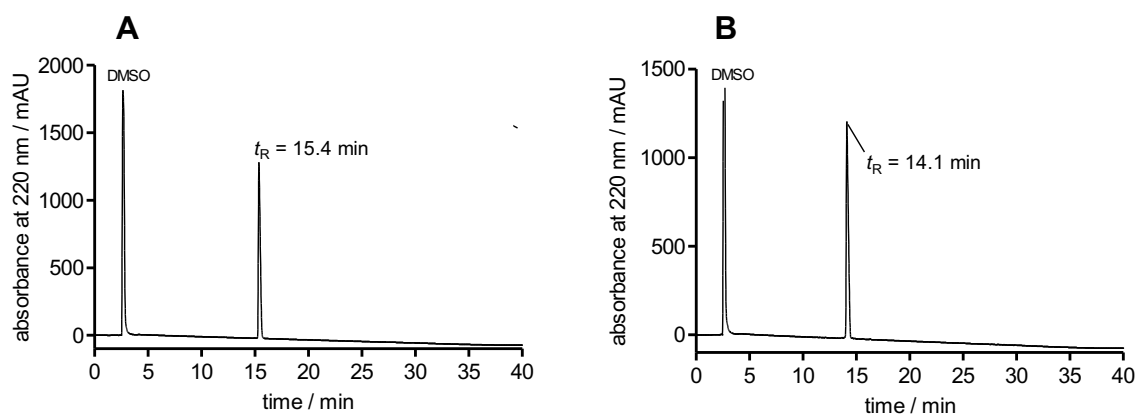 A
absorbance at 220 nm / mAU
2000
1500
1000
500
0
DMSO
tR = 15.4 min
0 5 10 15 20 25 30 35 40
time / min
B
absorbance at 220 nm / mAU
1500
1000
500
0
DMSO
tR = 14.1 min
0 5 10 15 20 25 30 35 40
time / min